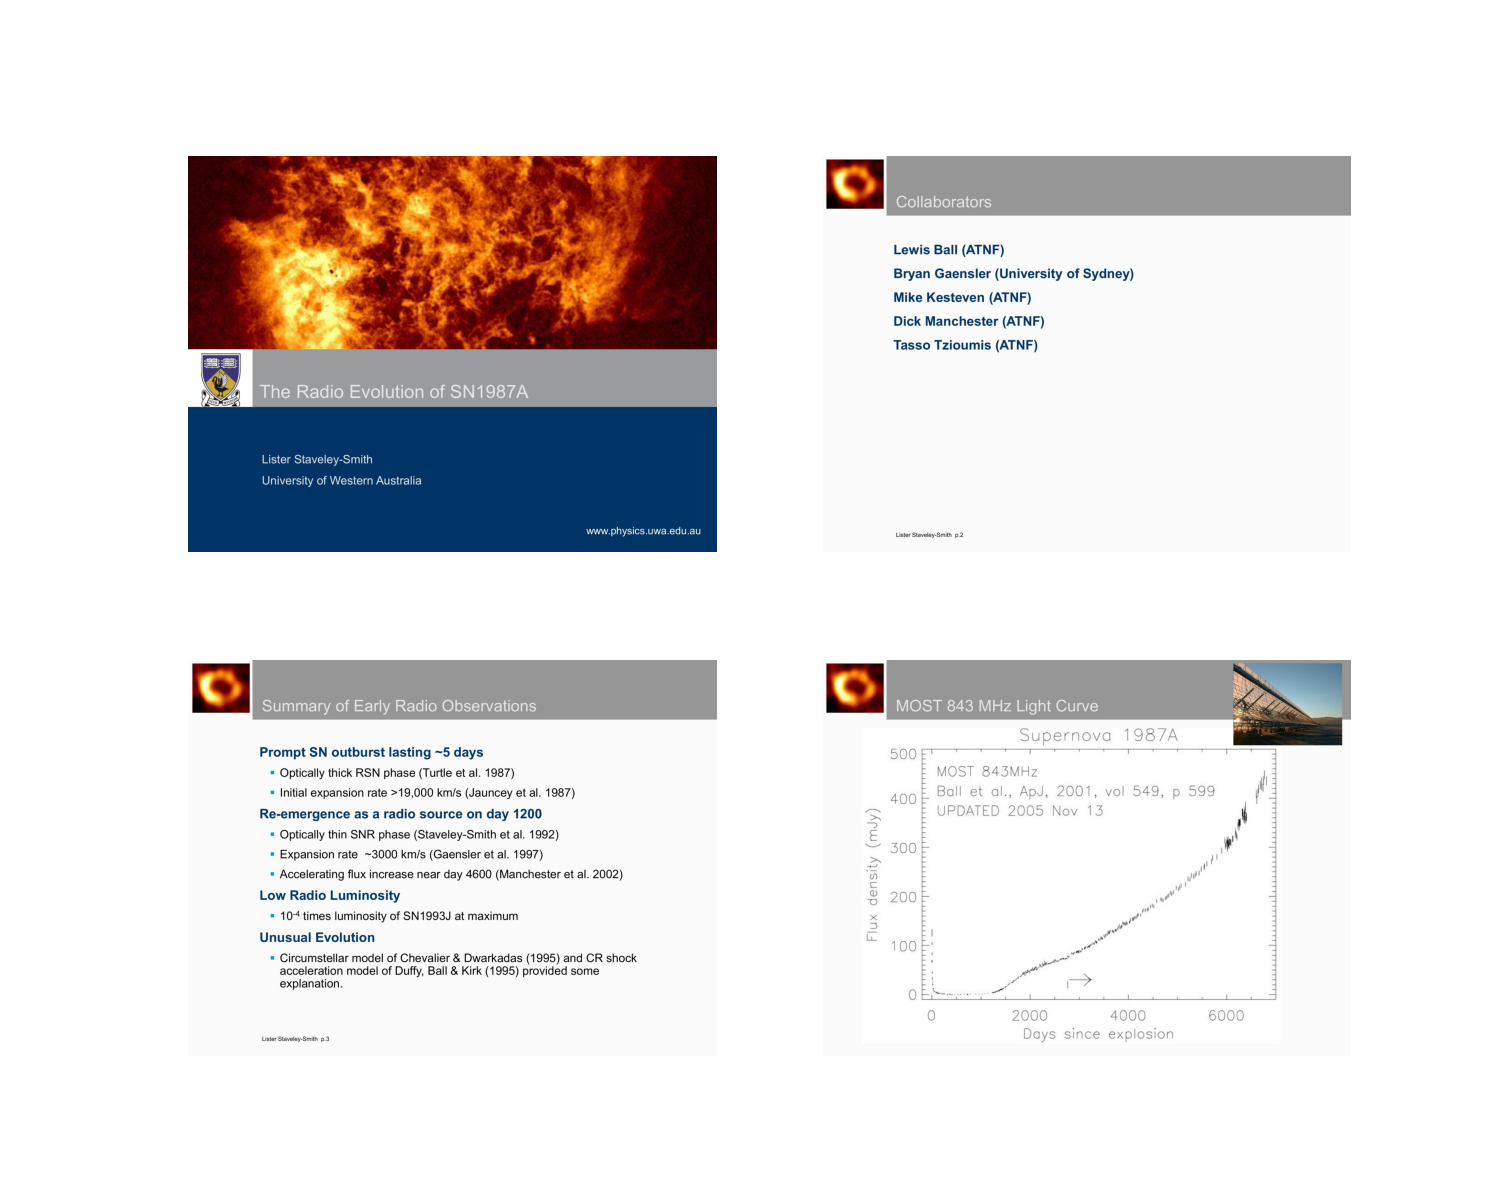 The Radio Evolution of SN1987A
Lister Staveley-Smith
University of Western Australia
www.physics.uwa.edu.au
Collaborators
Lewis Ball (ATNF)
Bryan Gaensler (University of Sydney)
Mike Kesteven (ATNF)
Dick Manchester (ATNF)
Tasso Tzioumis (ATNF)
Lister Staveley-Smith p.2
Summary of Early Radio Observations
Prompt SN outburst lasting ~5 days
▪ Optically thick RSN phase (Turtle et al. 1987)
▪ Initial expansion rate >19,000 km/s (Jauncey et al. 1987)
Re-emergence as a radio source on day 1200
▪ Optically thin SNR phase (Staveley-Smith et al. 1992)
▪ Expansion rate ~3000 km/s (Gaensler et al. 1997)
▪ Accelerating flux increase near day 4600 (Manchester et al. 2002)
Low Radio Luminosity
▪ 10-4 times luminosity of SN1993J at maximum
Unusual Evolution
▪ Circumstellar model of Chevalier & Dwarkadas (1995) and CR shock
acceleration model of Duffy, Ball & Kirk (1995) provided some
explanation.
Lister Staveley-Smith p.3
MOST 843 MHz Light Curve
Supernova 1987A
MOST 843MHz
Ball et al., ApJ, 2001, vol 549, p 599
UPDATED 2005 Nov 13
Flux density (mJy)
500
400
300
200
100
0
0 2000 4000 6000
Days since explosion